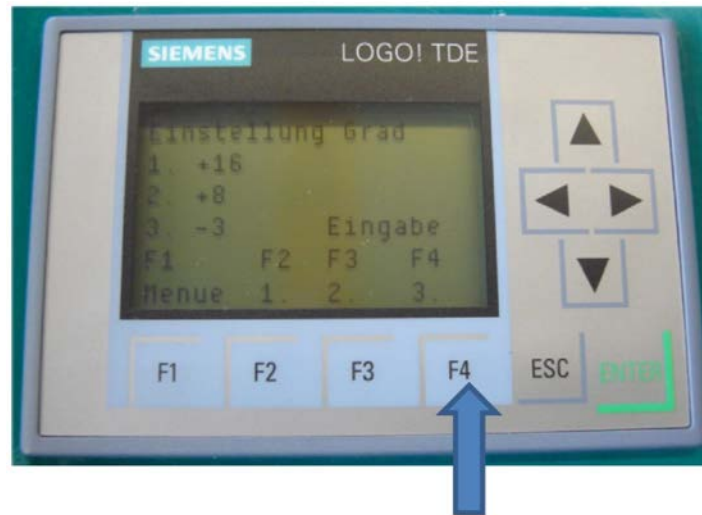 SIEMENS LOGO! TDE
Einstellung Grad
1. +16
2. +8
3. -3 Eingabe
F1 F2 F3 F4
Menue 1. 2. 3.
F1 F2 F3 F4 ESC ENTER